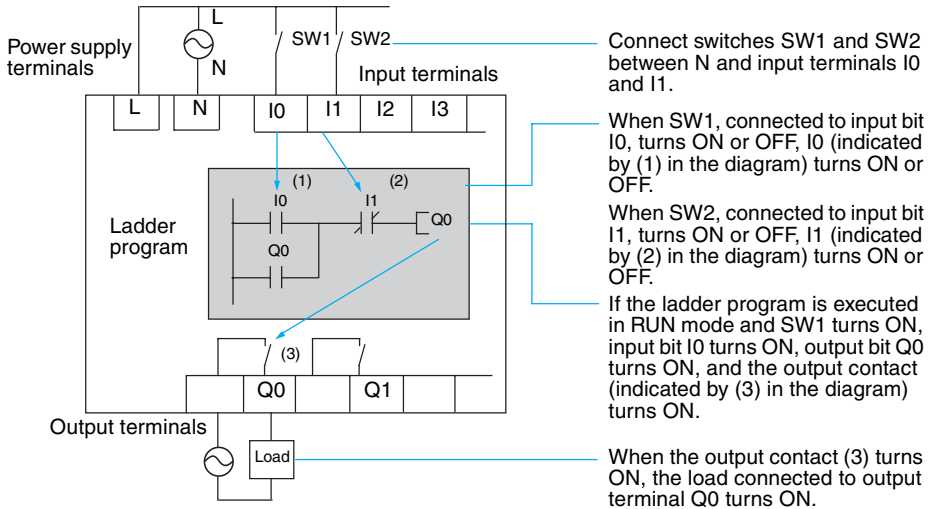 L
SW1
SW2
Power supply
terminals
N
Input terminals
L
N
I0
I1
I2
I3
(1)
(2)
I0
I1
Q0
Ladder
program
Q0
(3)
Q0
Q1
Output terminals
Load
Connect switches SW1 and SW2
between N and input terminals I0
and I1.
When SW1, connected to input bit
I0, turns ON or OFF, I0 (indicated
by (1) in the diagram) turns ON or
OFF.
When SW2, connected to input bit
I1, turns ON or OFF, I1 (indicated
by (2) in the diagram) turns ON or
OFF.
If the ladder program is executed
in RUN mode and SW1 turns ON,
input bit I0 turns ON, output bit Q0
turns ON, and the output contact
(indicated by (3) in the diagram)
turns ON.
When the output contact (3) turns
ON, the load connected to output
terminal Q0 turns ON.